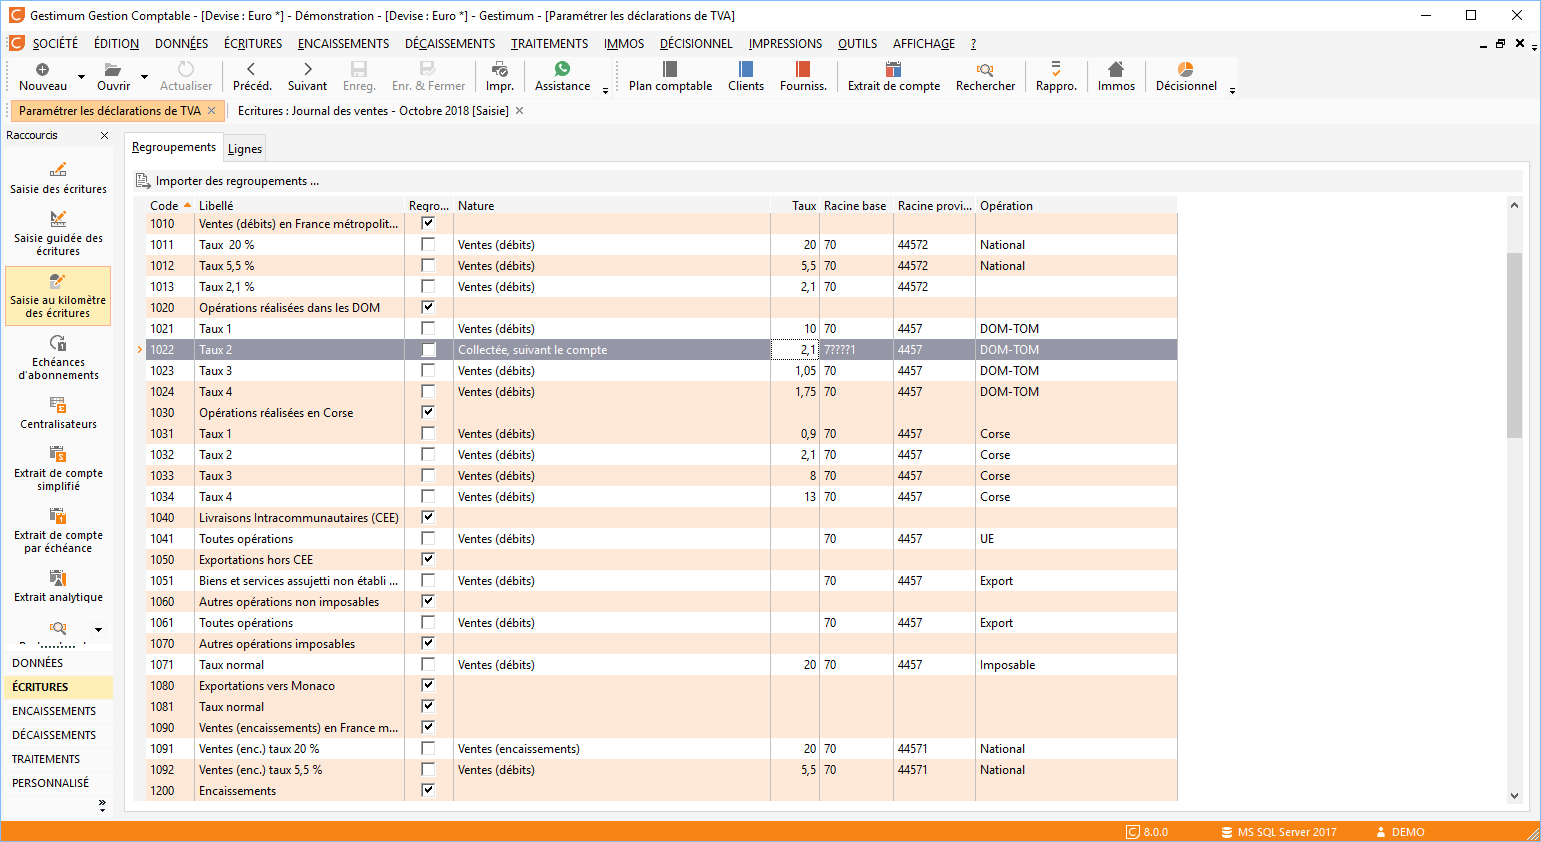 Gestimum Gestion Comptable - [Devise : Euro *] - Démonstration - [Devise : Euro *] - Gestimum - [Paramétrer les déclarations de TVA]
SOCIÉTÉ ÉDITION DONNÉES ÉCRITURES ENCAISSEMENTS DÉCAISSEMENTS TRAITEMENTS IMMOS DÉCISIONNEL IMPRESSIONS OUTILS AFFICHAGE ?
Nouveau Ouvrir Actualiser Précéd. Suivant Enreg. Enr. & Fermer Impr. Assistance Plan comptable Clients Fourniss. Extrait de compte Rechercher Rappro. Immos Décisionnel
Paramétrer les déclarations de TVA Ecritures : Journal des ventes - Octobre 2018 [Saisie]
Raccourcis
Saisie des écritures
Saisie guidée des
écritures
Saisie au kilomètre
des écritures
Echéances
d'abonnements
Centralisateurs
Extrait de compte
simplifié
Extrait de compte
par échéance
Extrait analytique
DONNÉES
ÉCRITURES
ENCAISSEMENTS
DÉCAISSEMENTS
TRAITEMENTS
PERSONNALISÉ
Regroupements Lignes
Importer des regroupements ...
Code Libellé Regro... Nature Taux Racine base Racine provi... Opération
1010 Ventes (débits) en France métropolit...
1011 Taux 20 % Ventes (débits) 20 70 44572 National
1012 Taux 5,5 % Ventes (débits) 5,5 70 44572 National
1013 Taux 2,1 % Ventes (débits) 2,1 70 44572
1020 Opérations réalisées dans les DOM
1021 Taux 1 Ventes (débits) 10 70 4457 DOM-TOM
1022 Taux 2 Collectée, suivant le compte 2,1 7????1 4457 DOM-TOM
1023 Taux 3 Ventes (débits) 1,05 70 4457 DOM-TOM
1024 Taux 4 Ventes (débits) 1,75 70 4457 DOM-TOM
1030 Opérations réalisées en Corse
1031 Taux 1 Ventes (débits) 0,9 70 4457 Corse
1032 Taux 2 Ventes (débits) 2,1 70 4457 Corse
1033 Taux 3 Ventes (débits) 8 70 4457 Corse
1034 Taux 4 Ventes (débits) 13 70 4457 Corse
1040 Livraisons Intracommunautaires (CEE)
1041 Toutes opérations Ventes (débits) 70 4457 UE
1050 Exportations hors CEE
1051 Biens et services assujetti non établi ... Ventes (débits) 70 4457 Export
1060 Autres opérations non imposables
1061 Toutes opérations Ventes (débits) 70 4457 Export
1070 Autres opérations imposables
1071 Taux normal Ventes (débits) 20 70 4457 Imposable
1080 Exportations vers Monaco
1081 Taux normal
1090 Ventes (encaissements) en France m...
1091 Ventes (enc.) taux 20 % Ventes (encaissements) 20 70 44571 National
1092 Ventes (enc.) taux 5,5 % Ventes (débits) 5,5 70 44571 National
1200 Encaissements
8.0.0 MS SQL Server 2017 DEMO